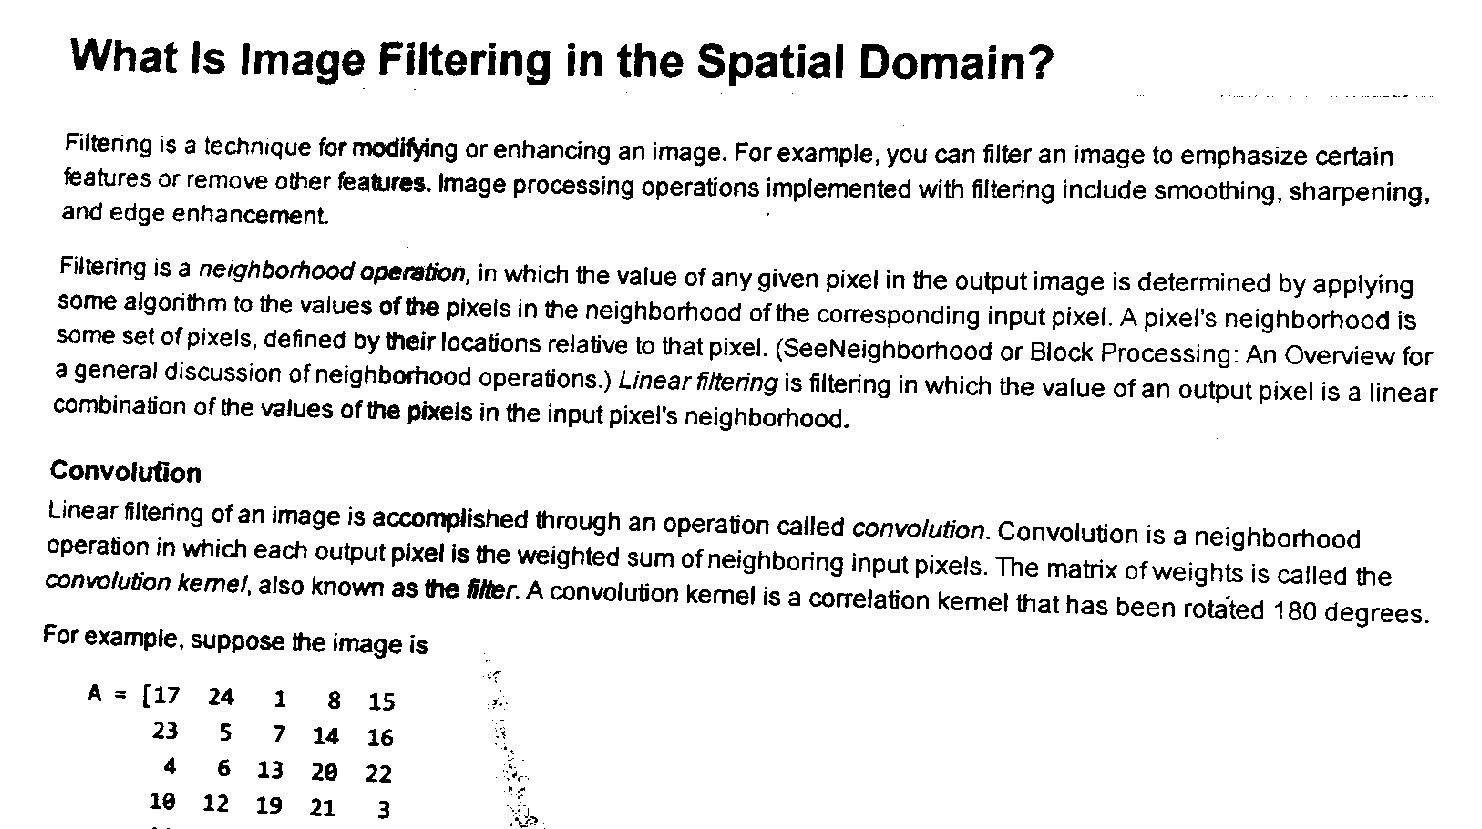 What Is Image Filtering in the Spatial Domain?
Filtering is a technique for modifying or enhancing an image. For example, you can filter an image to emphasize certain
features or remove other features. Image processing operations implemented with filtering include smoothing, sharpening,
and edge enhancement.
Filtering is a neighborhood operation, in which the value of any given pixel in the output image is determined by applying
some algorithm to the values of the pixels in the neighborhood of the corresponding input pixel. A pixel's neighborhood is
some set of pixels, defined by their locations relative to that pixel. (SeeNeighborhood or Block Processing: An Overview for
a general discussion of neighborhood operations.) Linear filtering is filtering in which the value of an output pixel is a linear
combination of the values of the pixels in the input pixel's neighborhood.
Convolution
Linear filtering of an image is accomplished through an operation called convolution. Convolution is a neighborhood
operation in which each output pixel is the weighted sum of neighboring input pixels. The matrix of weights is called the
convolution kernel, also known as the filter. A convolution kernel is a correlation kernel that has been rotated 180 degrees.
For example, suppose the image is
A = [17 24 1 8 15
23 5 7 14 16
4 6 13 20 22
10 12 19 21 3